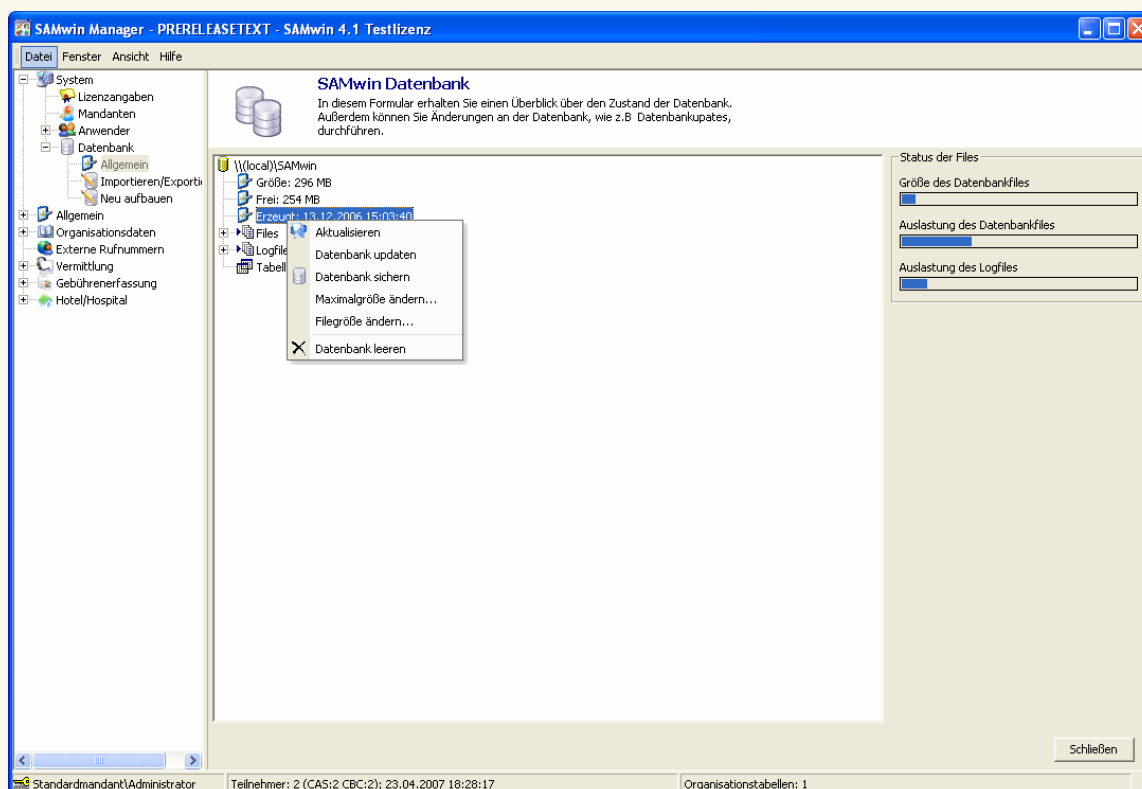 SAMwin Manager - PRERELEASETEXT - SAMwin 4.1 Testlizenz
Datei Fenster Ansicht Hilfe
System
Lizenzangaben
Mandanten
Anwender
Datenbank
Allgemein
Importieren/Exporti
Neu aufbauen
Allgemein
Organisationsdaten
Externe Rufnummern
Vermittlung
Gebührenerfassung
Hotel/Hospital
SAMwin Datenbank
In diesem Formular erhalten Sie einen Überblick über den Zustand der Datenbank.
Außerdem können Sie Änderungen an der Datenbank, wie z.B Datenbankupates,
durchführen.
\\(local)\SAMwin
Größe: 296 MB
Frei: 254 MB
Erzeugt: 13.12.2006 15:03:40
Files
Logfile
Tabell
Aktualisieren
Datenbank updaten
Datenbank sichern
Maximalgröße ändern...
Filegröße ändern...
Datenbank leeren
Status der Files
Größe des Datenbankfiles
Auslastung des Datenbankfiles
Auslastung des Logfiles
Schließen
Standardmandant\Administrator
Teilnehmer: 2 (CAS:2 CBC:2); 23.04.2007 18:28:17
Organisationstabellen: 1